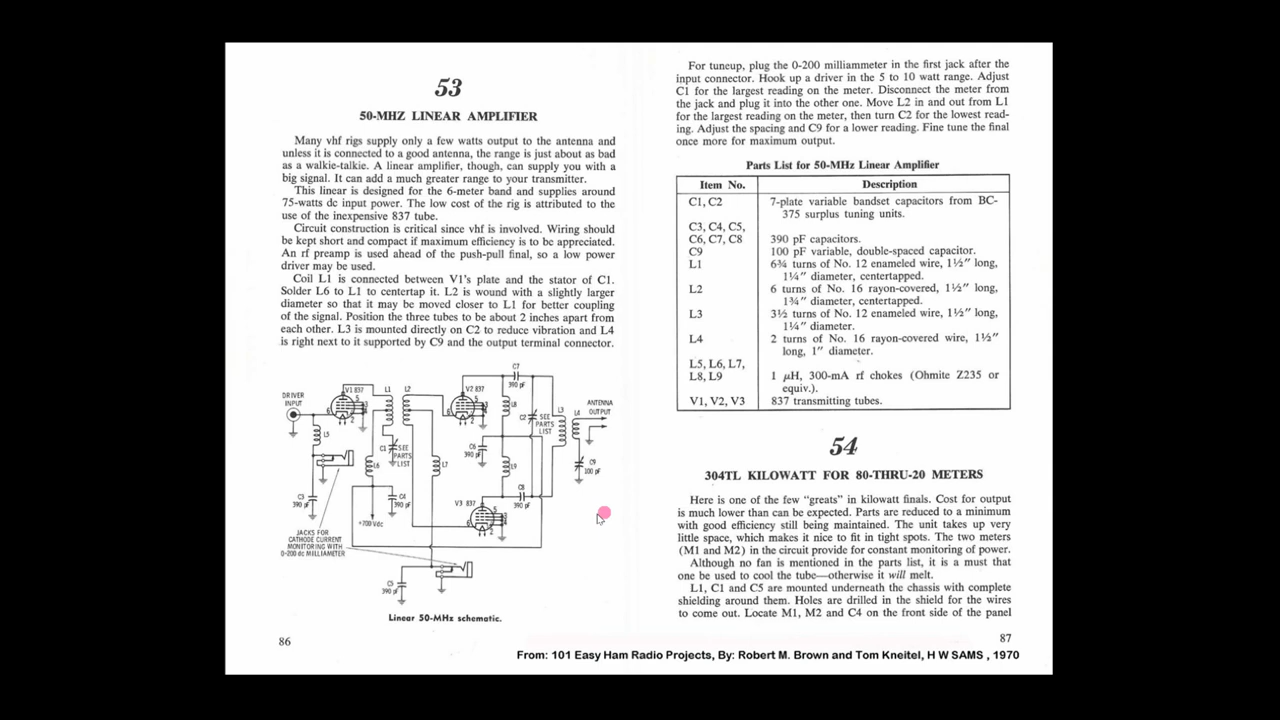 53
50-MHZ LINEAR AMPLIFIER
Many vhf rigs supply only a few watts output to the antenna and
unless it is connected to a good antenna, the range is just about as bad
as a walkie-talkie. A linear amplifier, though, can supply you with a
big signal. It can add a much greater range to your transmitter.
This linear is designed for the 6-meter band and supplies around
75-watts dc input power. The low cost of the rig is attributed to the
use of the inexpensive 837 tube.
Circuit construction is critical since vhf is involved. Wiring should
be kept short and compact if maximum efficiency is to be appreciated.
An rf preamp is used ahead of the push-pull final, so a low power
driver may be used.
Coil L1 is connected between V1's plate and the stator of C1.
Solder L6 to L1 to centertap it. L2 is wound with a slightly larger
diameter so that it may be moved closer to L1 for better coupling
of the signal. Position the three tubes to be about 2 inches apart from
each other. L3 is mounted directly on C2 to reduce vibration and L4
is right next to it supported by C9 and the output terminal connector.
DRIVER
INPUT
V1 837
5
6
2
L1
L2
V2 837
5
6
2
C7
390 pF
L8
C2
SEE
PARTS
LIST
L3
L4
ANTENNA
OUTPUT
L5
C1
SEE
PARTS
LIST
L6
L7
C6
390 pF
L9
C9
100 pF
C3
390 pF
C4
390 pF
+700 Vdc
V3 837
5
6
2
C8
390 pF
JACKS FOR
CATHODE CURRENT
MONITORING WITH
0-200 dc MILLIAMETER
C5
390 pF
Linear 50-MHz schematic.
86
For tuneup, plug the 0-200 milliammeter in the first jack after the
input connector. Hook up a driver in the 5 to 10 watt range. Adjust
C1 for the largest reading on the meter. Disconnect the meter from
the jack and plug it into the other one. Move L2 in and out from L1
for the largest reading on the meter, then turn C2 for the lowest read-
ing. Adjust the spacing and C9 for a lower reading. Fine tune the final
once more for maximum output.
Parts List for 50-MHz Linear Amplifier
Item No. Description
C1, C2 7-plate variable bandset capacitors from BC-
375 surplus tuning units.
C3, C4, C5,
C6, C7, C8 390 pF capacitors.
C9 100 pF variable, double-spaced capacitor.
L1 6¾ turns of No. 12 enameled wire, 1½″ long,
1¼″ diameter, centertapped.
L2 6 turns of No. 16 rayon-covered, 1½″ long,
1¾″ diameter, centertapped.
L3 3½ turns of No. 12 enameled wire, 1½″ long,
1¼″ diameter.
L4 2 turns of No. 16 rayon-covered wire, 1½″
long, 1″ diameter.
L5, L6, L7,
L8, L9 1 μH, 300-mA rf chokes (Ohmite Z235 or
equiv.).
V1, V2, V3 837 transmitting tubes.
54
304TL KILOWATT FOR 80-THRU-20 METERS
Here is one of the few "greats" in kilowatt finals. Cost for output
is much lower than can be expected. Parts are reduced to a minimum
with good efficiency still being maintained. The unit takes up very
little space, which makes it nice to fit in tight spots. The two meters
(M1 and M2) in the circuit provide for constant monitoring of power.
Although no fan is mentioned in the parts list, it is a must that
one be used to cool the tube—otherwise it will melt.
L1, C1 and C5 are mounted underneath the chassis with complete
shielding around them. Holes are drilled in the shield for the wires
to come out. Locate M1, M2 and C4 on the front side of the panel
87
From: 101 Easy Ham Radio Projects, By: Robert M. Brown and Tom Kneitel, H W SAMS , 1970